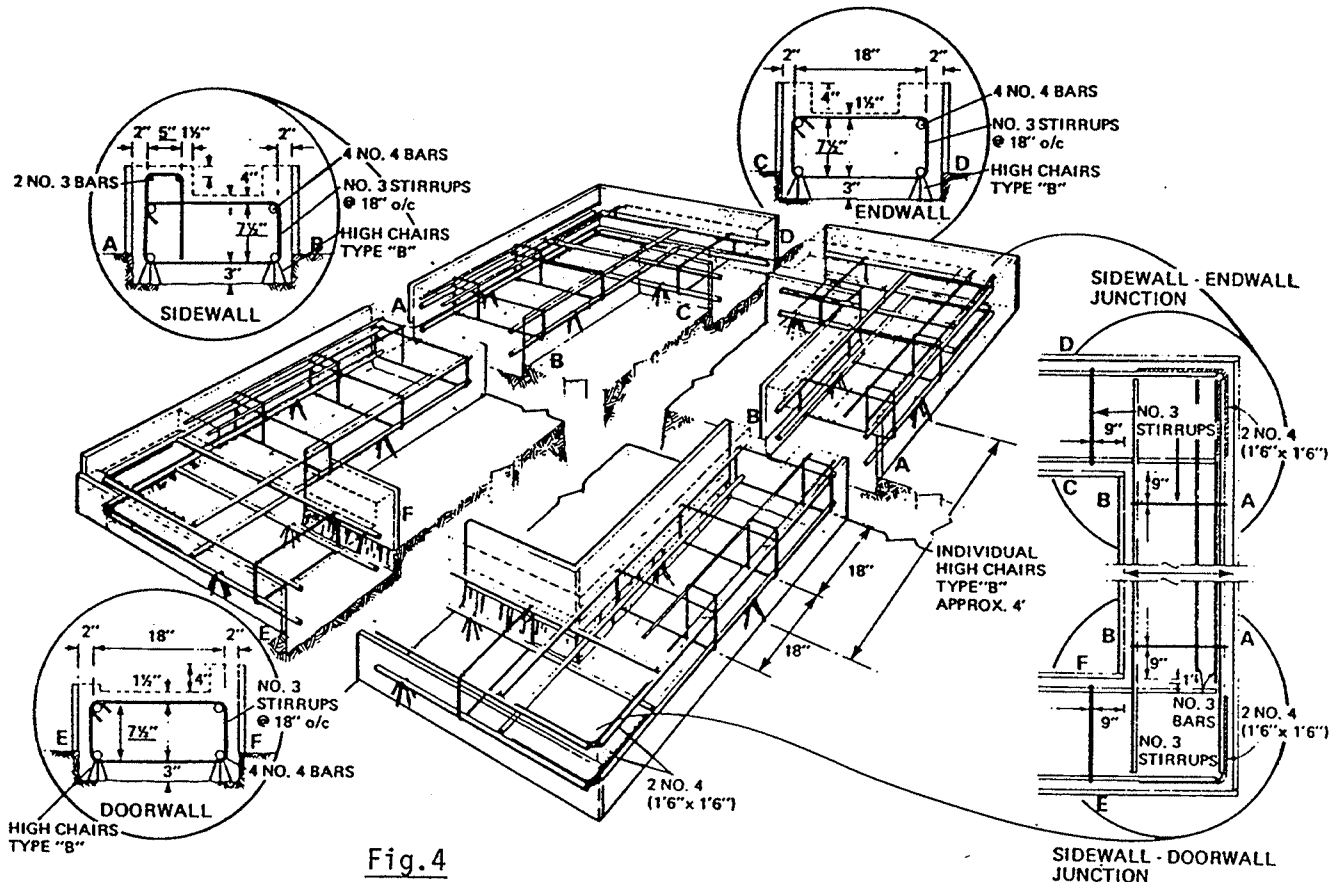 2" 18" 2"
4" 1½"
4 NO. 4 BARS
NO. 3 STIRRUPS
@ 18" o/c
7½"
C D
HIGH CHAIRS
TYPE "B"
3"
ENDWALL
2" 5" 1½" 2"
4 NO. 4 BARS
2 NO. 3 BARS
4"
NO. 3 STIRRUPS
@ 18" o/c
7½"
HIGH CHAIRS
TYPE "B"
A B
3"
SIDEWALL
D
A
C
B
B
A
F
E
SIDEWALL - ENDWALL
JUNCTION
D
NO. 3
STIRRUPS
9"
2 NO. 4
(1'6" x 1'6")
C B 9" A
B A
F 9"
1"
NO. 3
BARS
9"
2 NO. 4
(1'6" x 1'6")
NO. 3
STIRRUPS
E
SIDEWALL - DOORWALL
JUNCTION
INDIVIDUAL
HIGH CHAIRS
TYPE "B"
APPROX. 4'
18"
18"
2 NO. 4
(1'6" x 1'6")
2" 18" 2"
1½" 4"
NO. 3
STIRRUPS
@ 18" o/c
7½"
E F
3"
4 NO. 4 BARS
DOORWALL
HIGH CHAIRS
TYPE "B"
Fig.4